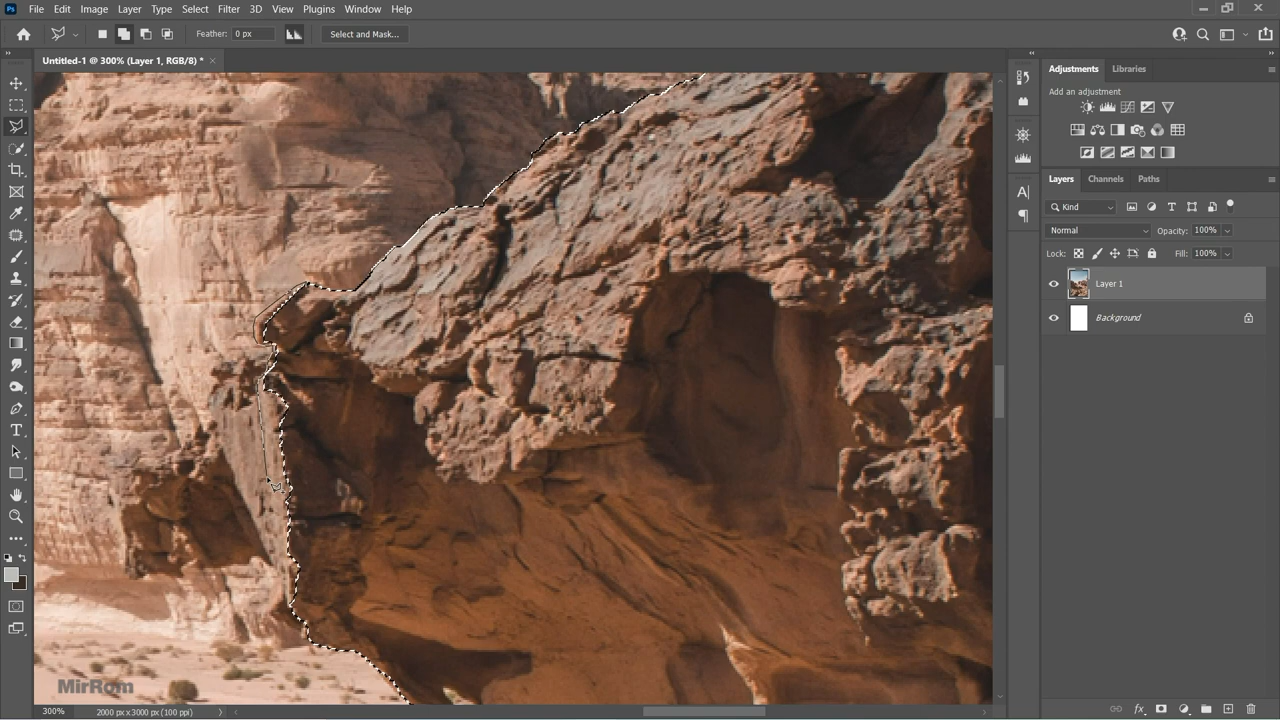 Ps File Edit Image Layer Type Select Filter 3D View Plugins Window Help
Feather: 0 px Select and Mask...
Untitled-1 @ 300% (Layer 1, RGB/8) *
Adjustments Libraries
Add an adjustment
Layers Channels Paths
Kind
Normal Opacity: 100%
Lock: Fill: 100%
Layer 1
Background
MirRom
300% 2000 px x 3000 px (100 ppi)